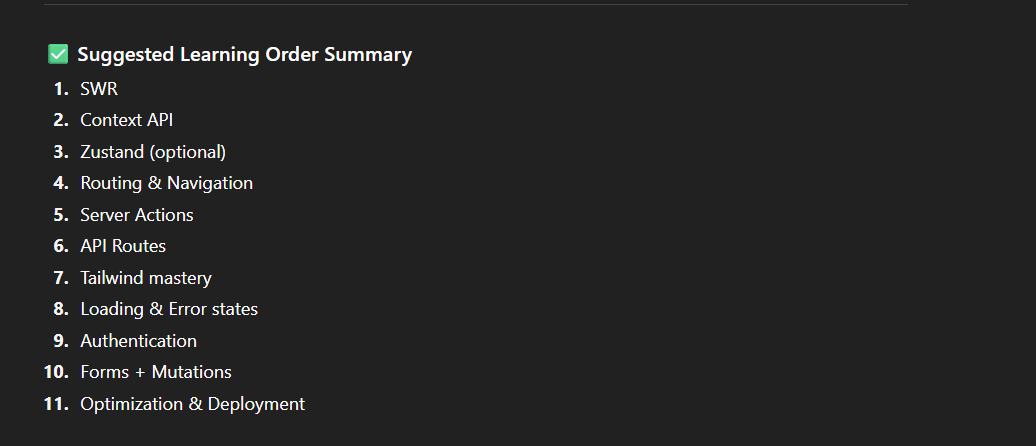 ✅ Suggested Learning Order Summary
1. SWR
2. Context API
3. Zustand (optional)
4. Routing & Navigation
5. Server Actions
6. API Routes
7. Tailwind mastery
8. Loading & Error states
9. Authentication
10. Forms + Mutations
11. Optimization & Deployment